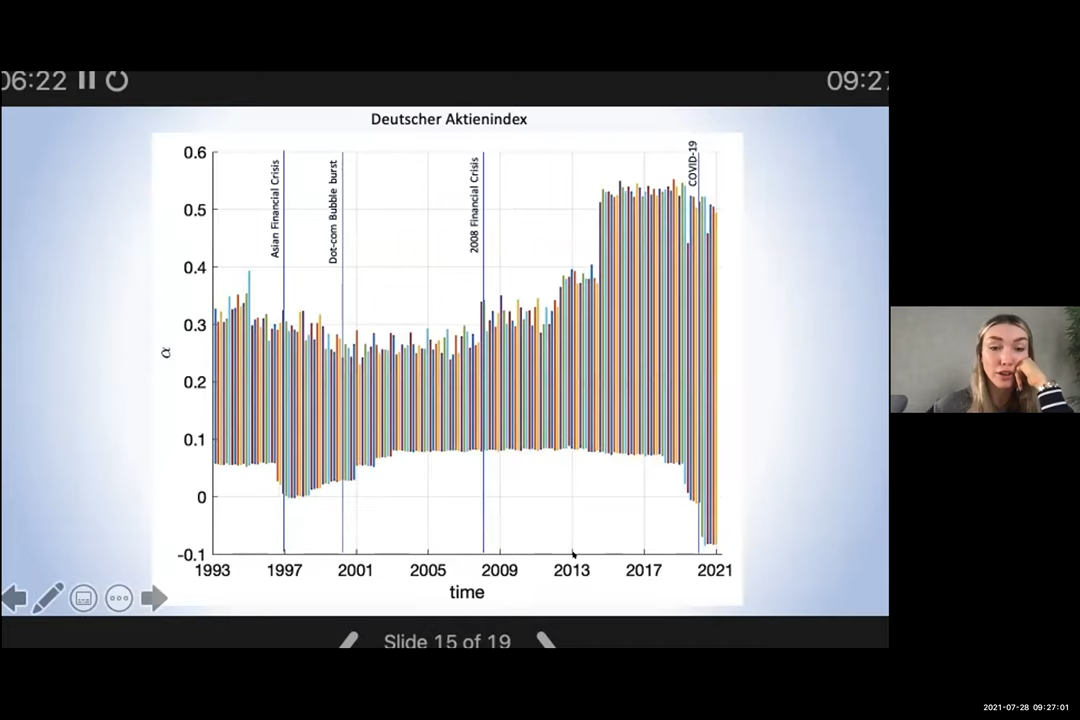 06:22
09:27
Deutscher Aktienindex
0.6
0.5
0.4
0.3
0.2
0.1
0
-0.1
α
Asian Financial Crisis
Dot-com Bubble burst
2008 Financial Crisis
COVID-19
1993 1997 2001 2005 2009 2013 2017 2021
time
Slide 15 of 19
2021-07-28 09:27:01